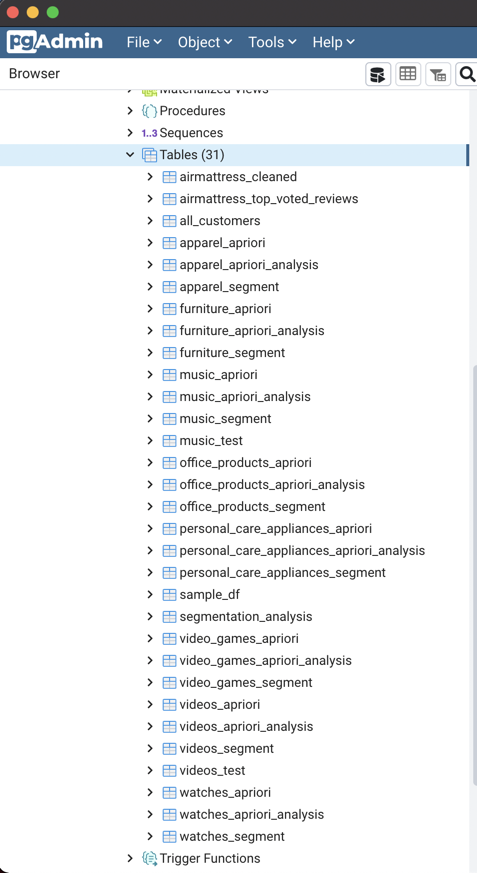 pgAdmin File Object Tools Help
Browser
Materialized Views
Procedures
1..3 Sequences
Tables (31)
airmattress_cleaned
airmattress_top_voted_reviews
all_customers
apparel_apriori
apparel_apriori_analysis
apparel_segment
furniture_apriori
furniture_apriori_analysis
furniture_segment
music_apriori
music_apriori_analysis
music_segment
music_test
office_products_apriori
office_products_apriori_analysis
office_products_segment
personal_care_appliances_apriori
personal_care_appliances_apriori_analysis
personal_care_appliances_segment
sample_df
segmentation_analysis
video_games_apriori
video_games_apriori_analysis
video_games_segment
videos_apriori
videos_apriori_analysis
videos_segment
videos_test
watches_apriori
watches_apriori_analysis
watches_segment
Trigger Functions